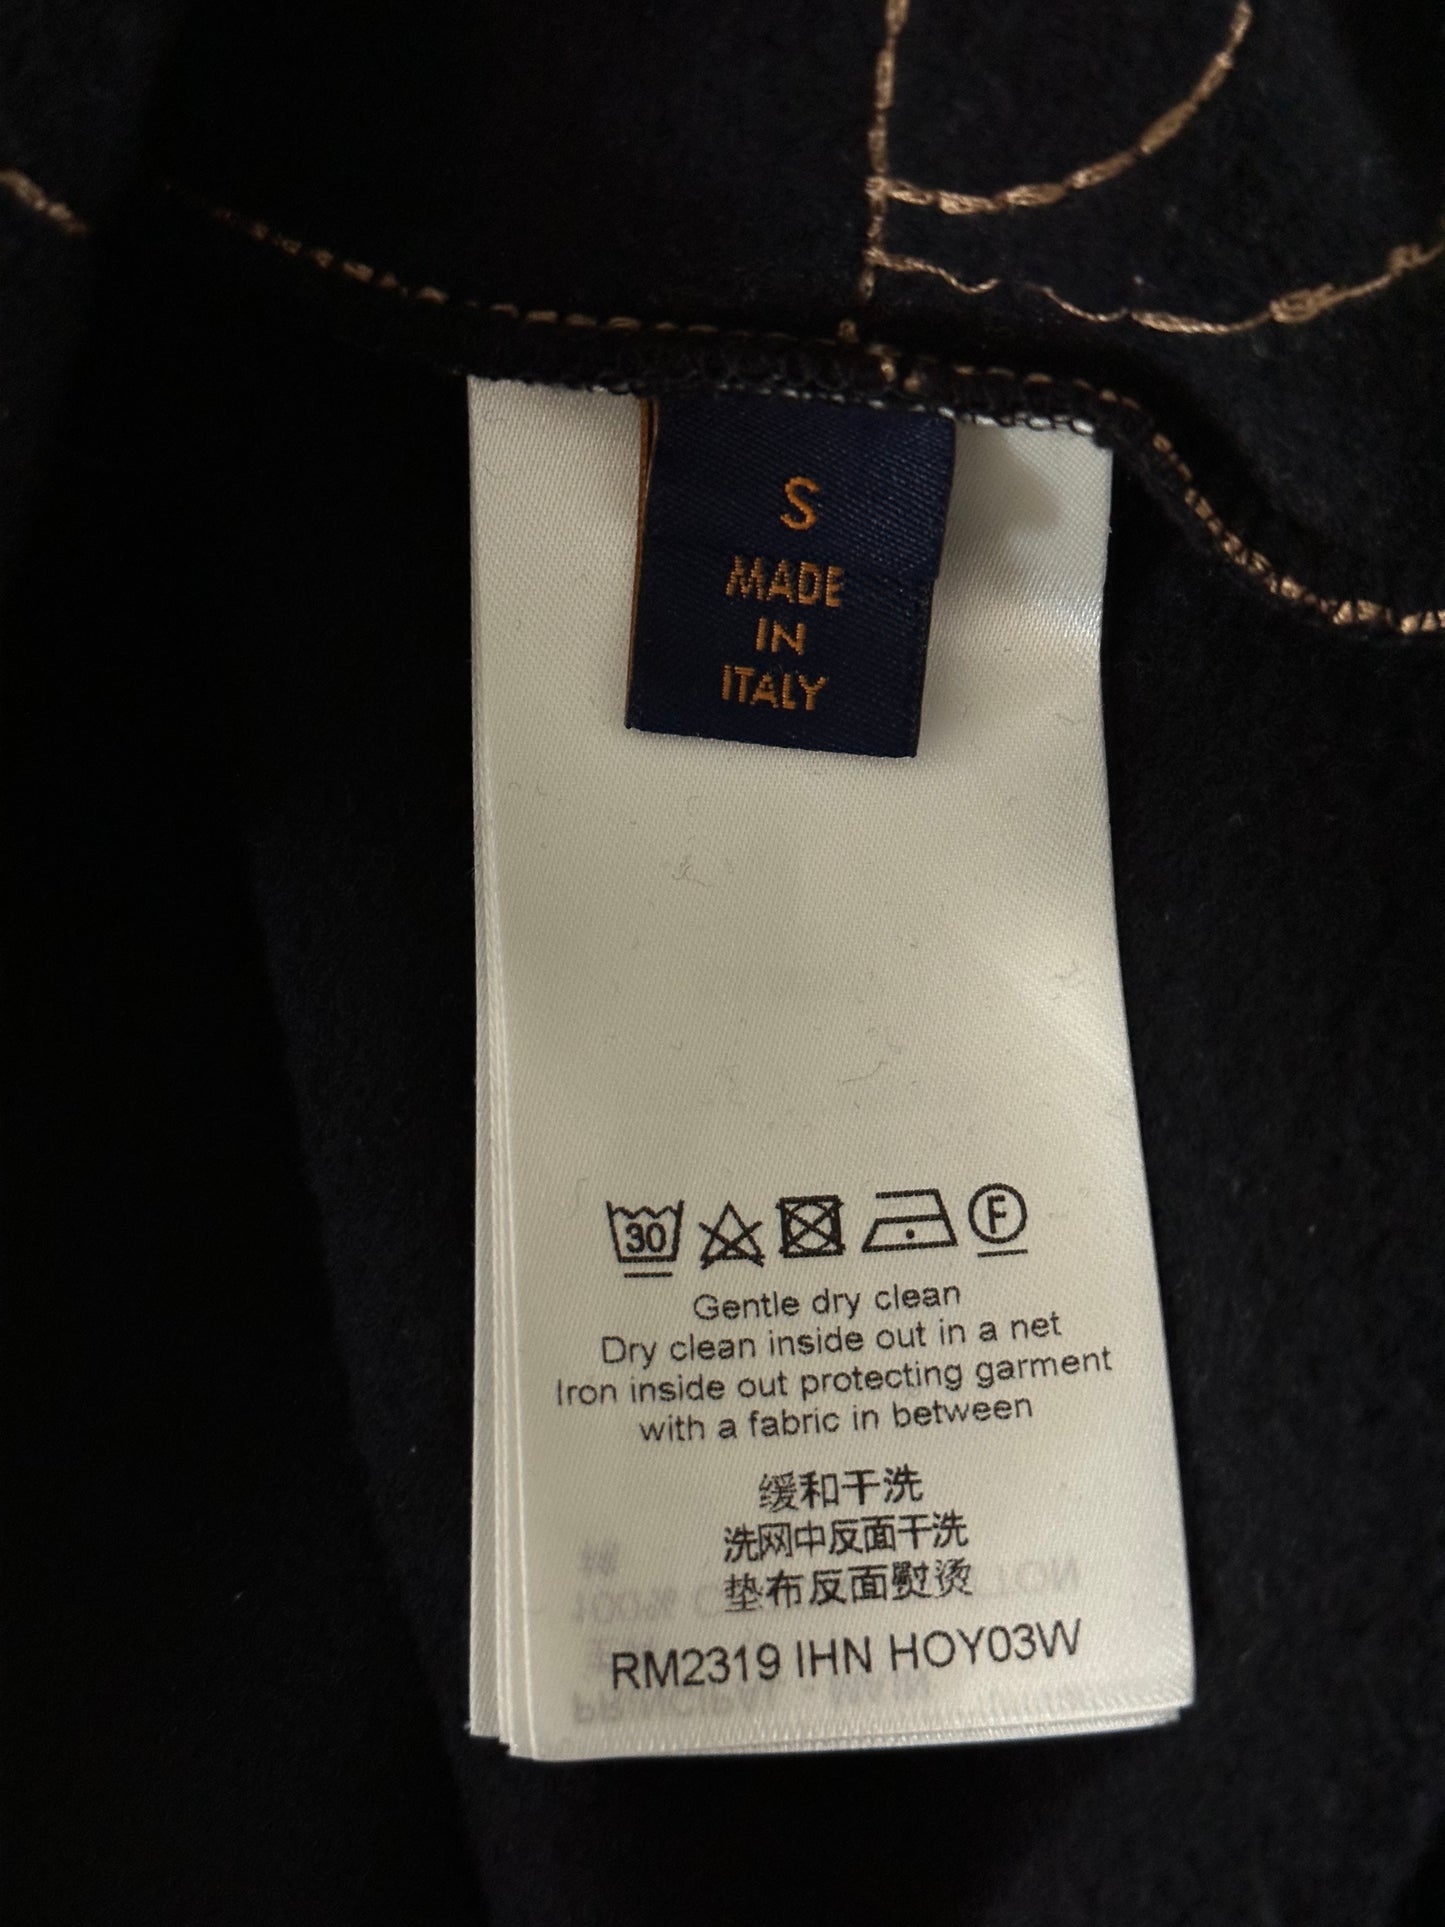 S
MADE
IN
ITALY
30
F
Gentle dry clean
Dry clean inside out in a net
Iron inside out protecting garment
with a fabric in between
缓和干洗
洗网中反面干洗
垫布反面熨烫
RM2319 IHN HOY03W